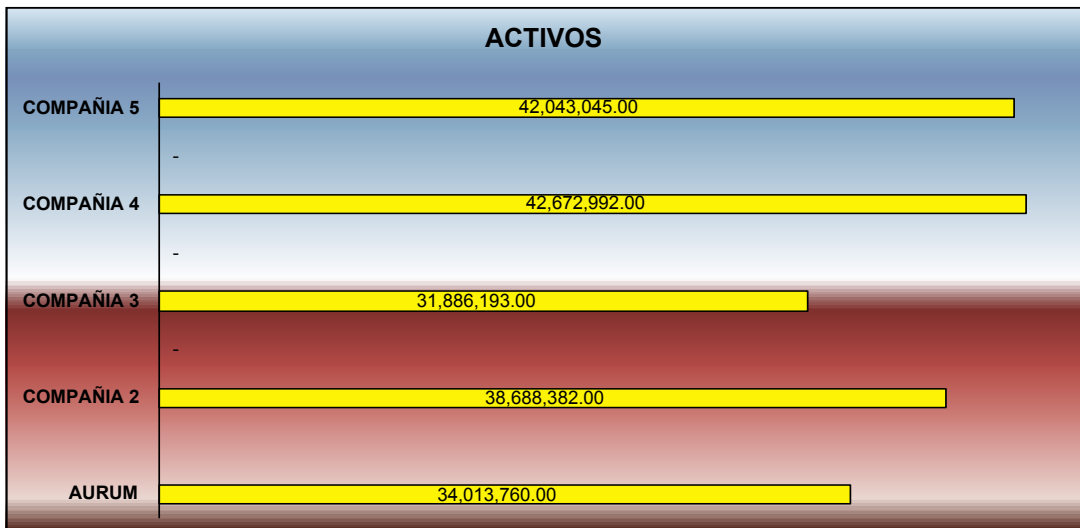 ACTIVOS
COMPAÑIA 5 42,043,045.00
-
COMPAÑIA 4 42,672,992.00
-
COMPAÑIA 3 31,886,193.00
-
COMPAÑIA 2 38,688,382.00
AURUM 34,013,760.00